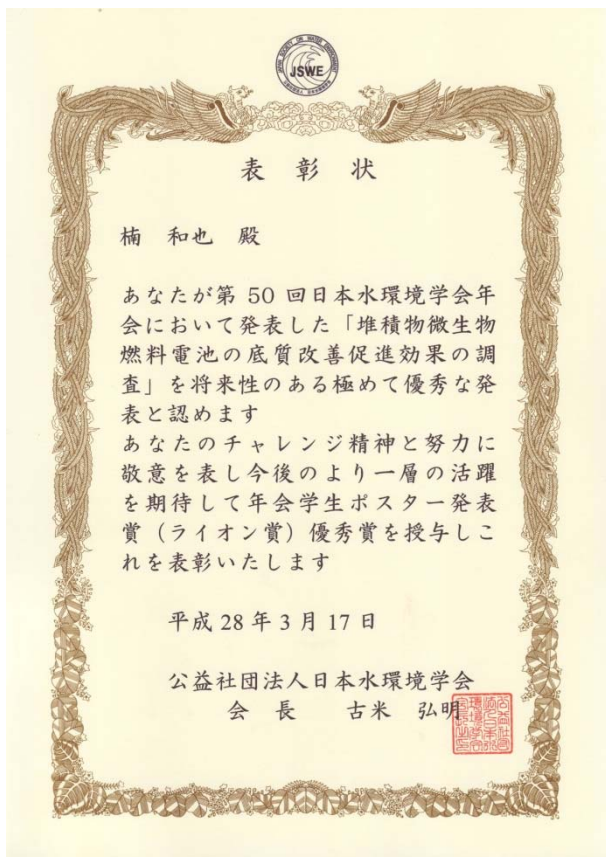 JAPAN SOCIETY ON WATER ENVIRONMENT
JSWE
表彰状
楠 和也 殿
あなたが第 50 回日本水環境学会年
会において発表した「堆積物微生物
燃料電池の底質改善促進効果の調
査」を将来性のある極めて優秀な発
表と認めます
あなたのチャレンジ精神と努力に
敬意を表し今後のより一層の活躍
を期待して年会学生ポスター発表
賞（ライオン賞）優秀賞を授与しこ
れを表彰いたします
平成 28 年 3 月 17 日
公益社団法人日本水環境学会
会 長 古米 弘明